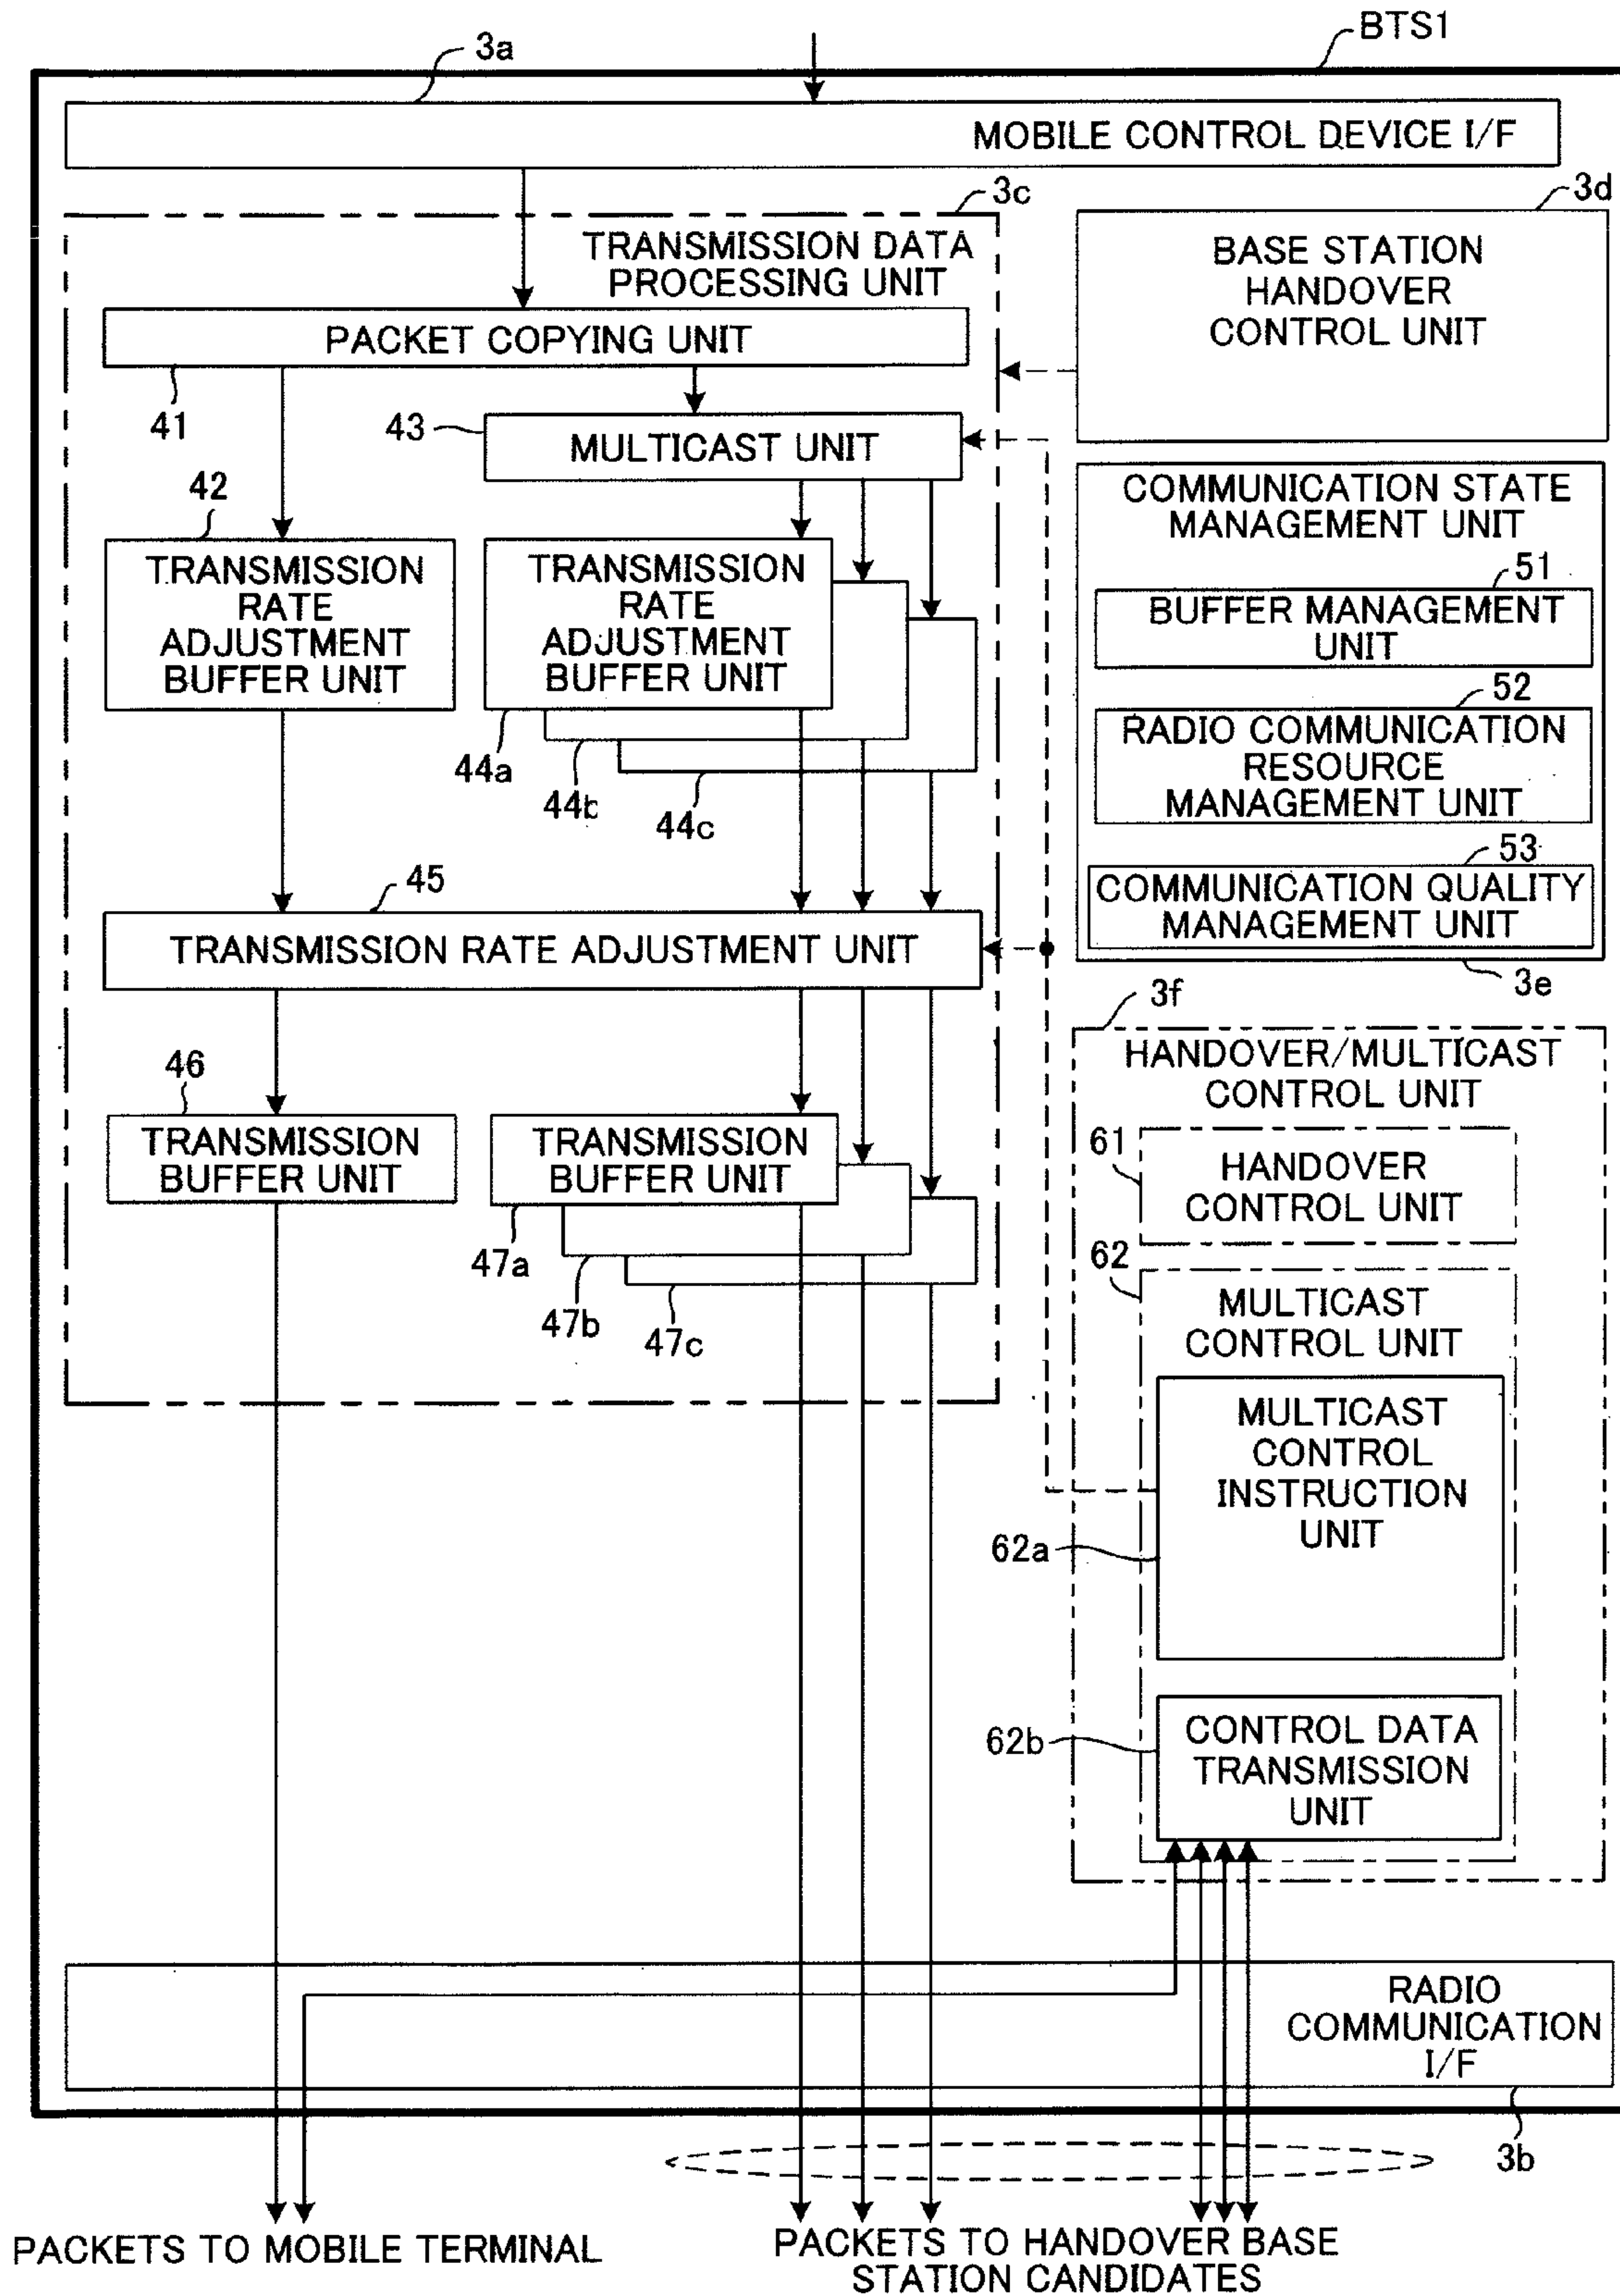 BTS1
3a
MOBILE CONTROL DEVICE I/F
3c
3d
TRANSMISSION DATA
PROCESSING UNIT
BASE STATION
HANDOVER
CONTROL UNIT
PACKET COPYING UNIT
41
43
MULTICAST UNIT
42
TRANSMISSION
RATE
ADJUSTMENT
BUFFER UNIT
TRANSMISSION
RATE
ADJUSTMENT
BUFFER UNIT
44a
44b
44c
COMMUNICATION STATE
MANAGEMENT UNIT
51
BUFFER MANAGEMENT
UNIT
52
RADIO COMMUNICATION
RESOURCE
MANAGEMENT UNIT
53
COMMUNICATION QUALITY
MANAGEMENT UNIT
3e
45
TRANSMISSION RATE ADJUSTMENT UNIT
3f
HANDOVER/MULTICAST
CONTROL UNIT
46
TRANSMISSION
BUFFER UNIT
TRANSMISSION
BUFFER UNIT
47a
47b
47c
61
HANDOVER
CONTROL UNIT
62
MULTICAST
CONTROL UNIT
MULTICAST
CONTROL
INSTRUCTION
UNIT
62a
62b
CONTROL DATA
TRANSMISSION
UNIT
RADIO
COMMUNICATION
I/F
3b
PACKETS TO MOBILE TERMINAL
PACKETS TO HANDOVER BASE
STATION CANDIDATES